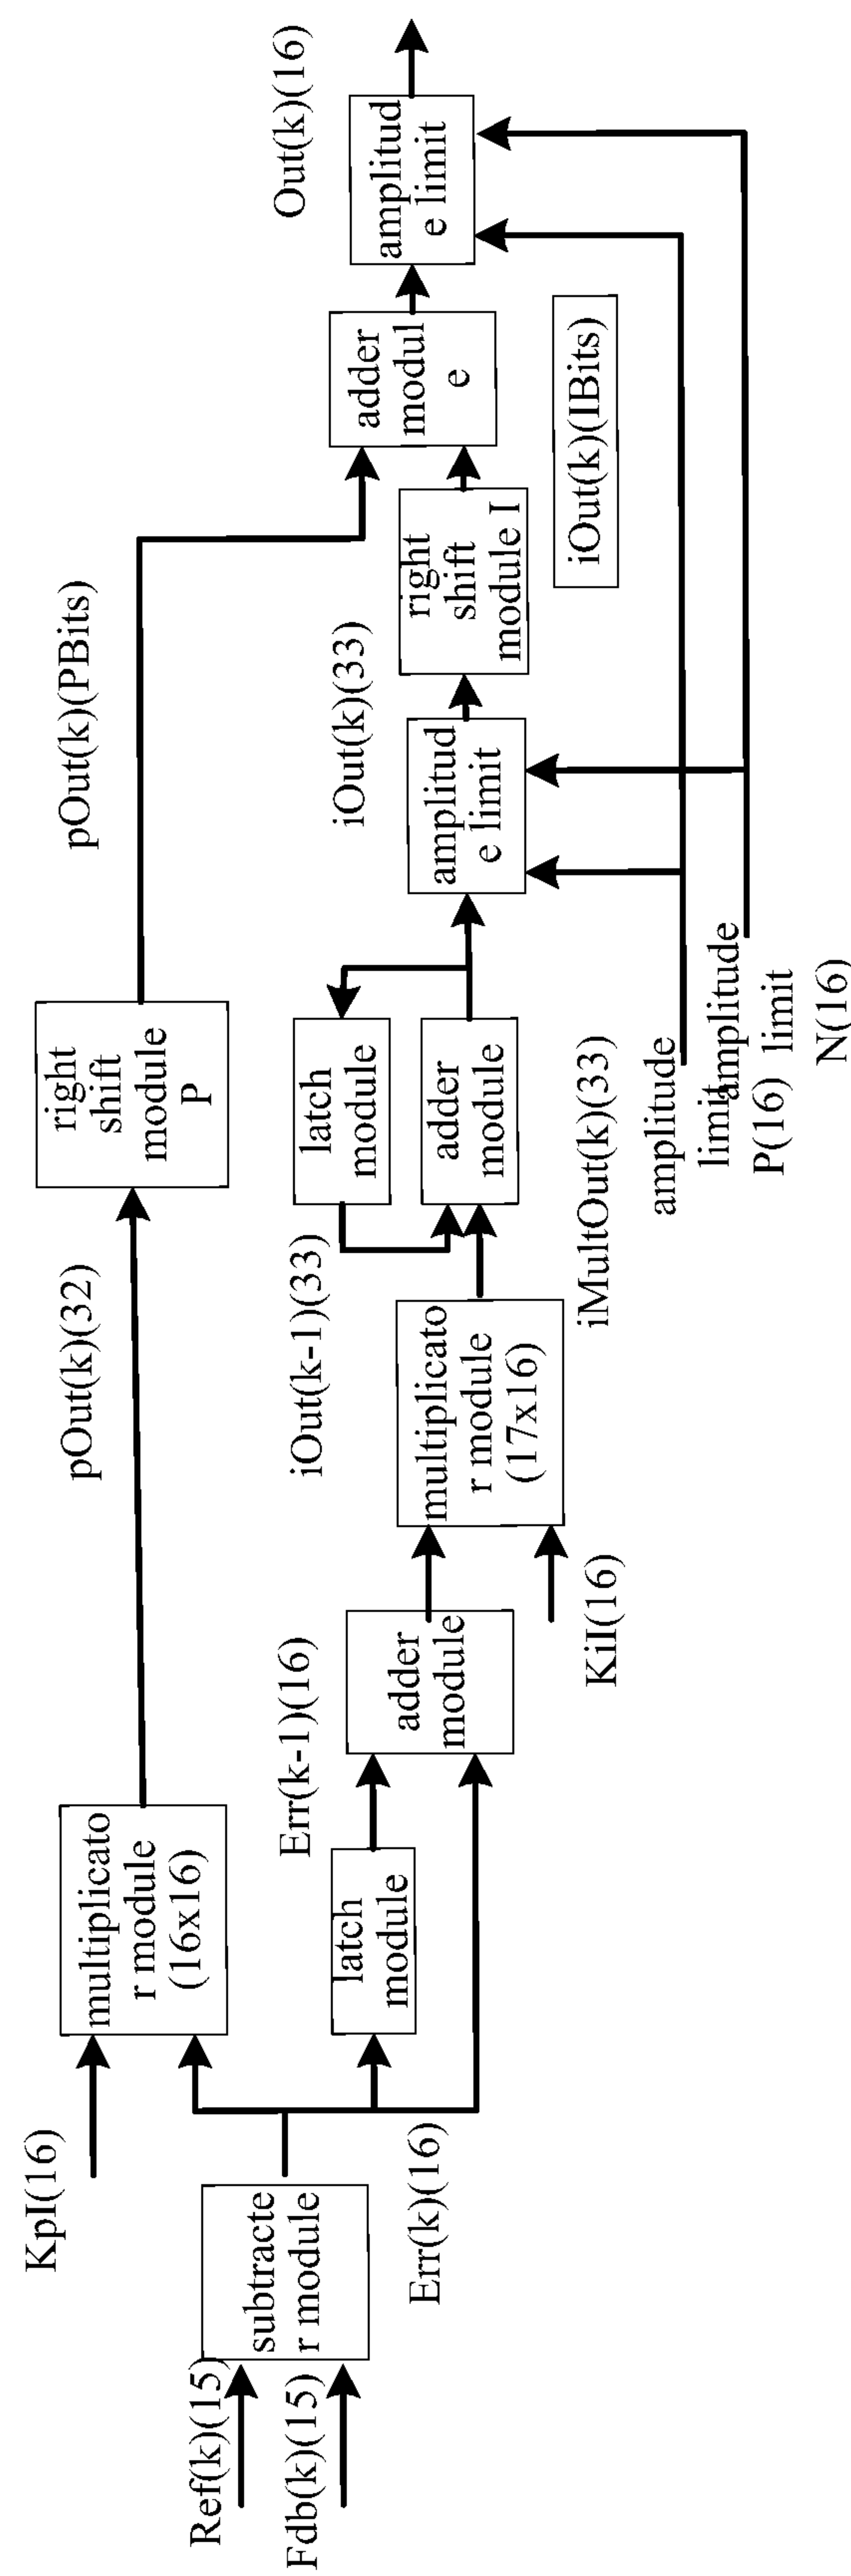 Ref(k)(15)
Fdb(k)(15)
subtracte
r module
Err(k)(16)
KpI(16)
multiplicato
r module
(16x16)
latch
module
Err(k-1)(16)
adder
module
KiI(16)
pOut(k)(32)
multiplicato
r module
(17x16)
iMultOut(k)(33)
iOut(k-1)(33)
right
shift
module
P
latch
module
adder
module
amplitude
limit
P(16)
amplitude
limit
N(16)
pOut(k)(PBits)
amplitud
e limit
iOut(k)(33)
right
shift
module I
iOut(k)(IBits)
adder
modul
e
amplitud
e limit
Out(k)(16)